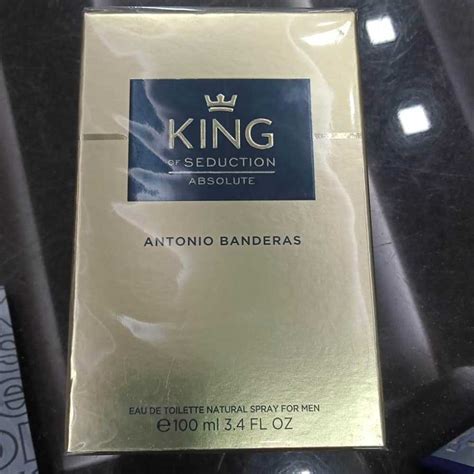 KING
OF SEDUCTION
ABSOLUTE
ANTONIO BANDERAS
EAU DE TOILETTE NATURAL SPRAY FOR MEN
℮100 ml 3.4 FL OZ